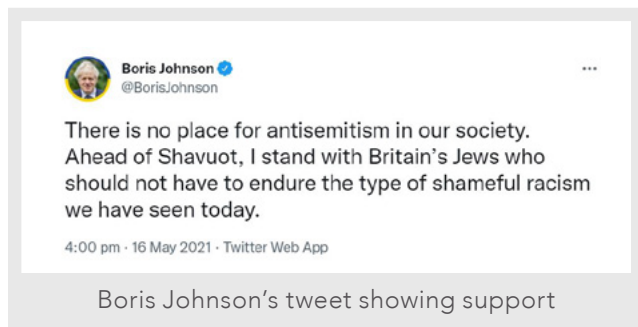 Boris Johnson
@BorisJohnson
There is no place for antisemitism in our society.
Ahead of Shavuot, I stand with Britain's Jews who
should not have to endure the type of shameful racism
we have seen today.
4:00 pm · 16 May 2021 · Twitter Web App
Boris Johnson's tweet showing support